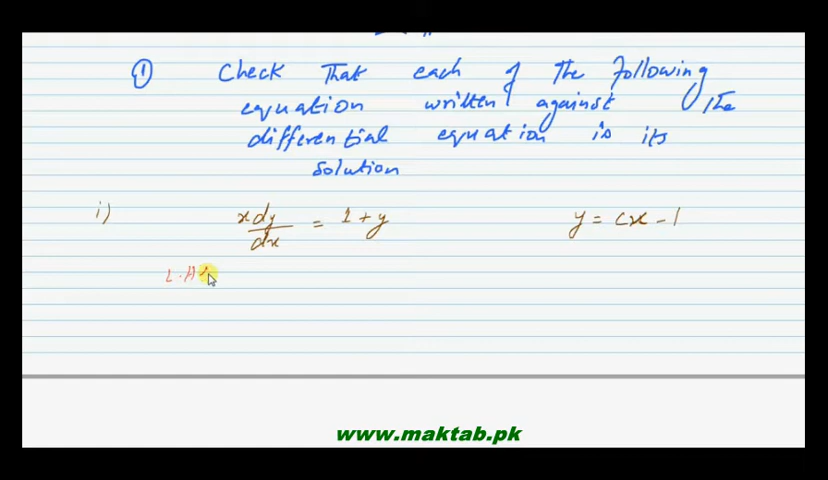 ① Check That each of The following
equation written against The
differential equation is its
solution
i) xdy/dx = 1 + y y = cx - 1
L.H
www.maktab.pk